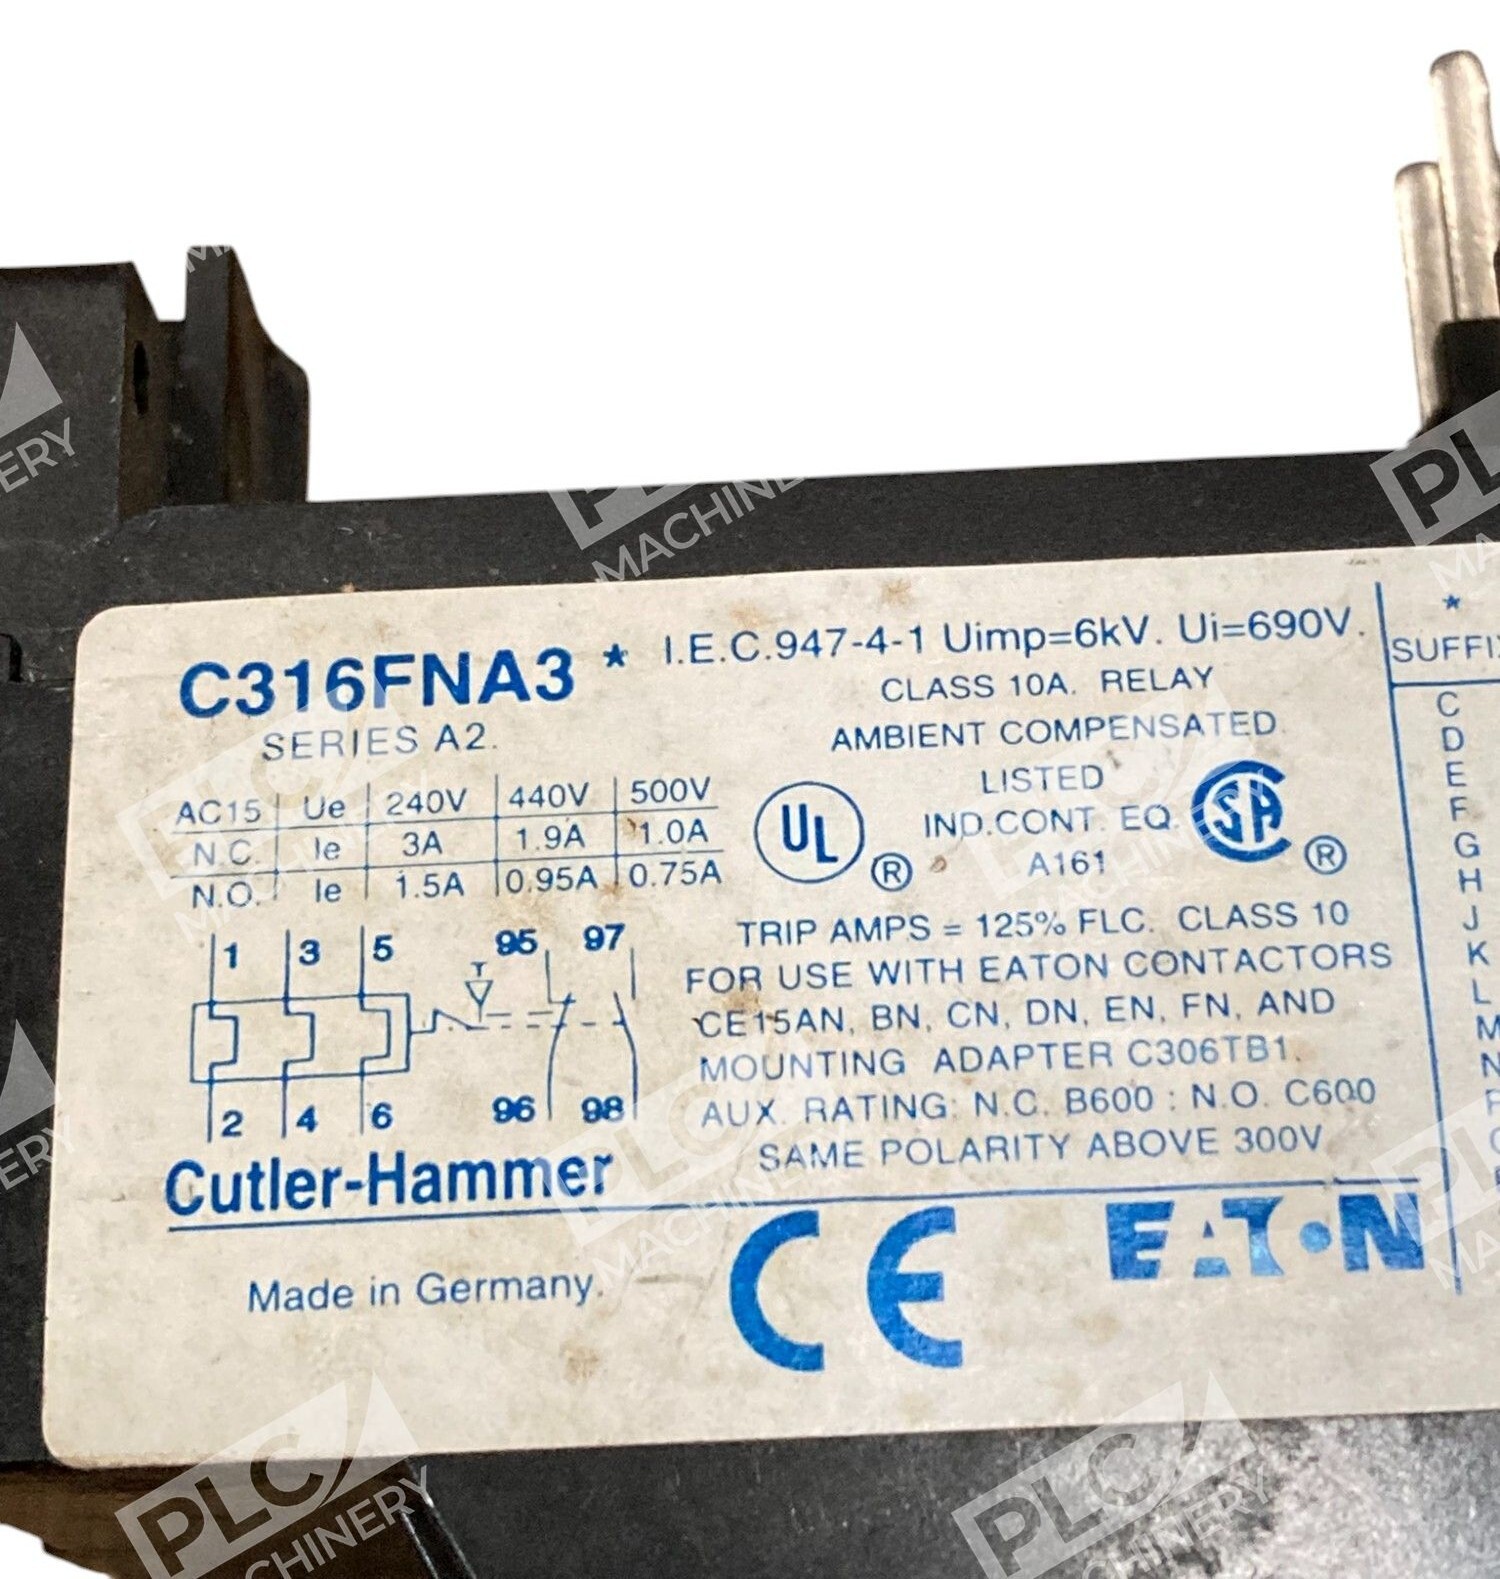 C316FNA3 * I.E.C.947-4-1 Uimp=6kV. Ui=690V.
SERIES A2.
CLASS 10A. RELAY
AMBIENT COMPENSATED
LISTED
IND.CONT. EQ.
A161
UL ®
SA ®
AC15 Ue 240V 440V 500V
N.C. Ie 3A 1.9A 1.0A
N.O. Ie 1.5A 0.95A 0.75A
1 3 5 95 97
2 4 6 96 98
TRIP AMPS = 125% FLC. CLASS 10
FOR USE WITH EATON CONTACTORS
CE15AN, BN, CN, DN, EN, FN, AND
MOUNTING ADAPTER C306TB1.
AUX. RATING: N.C. B600 : N.O. C600
SAME POLARITY ABOVE 300V
Cutler-Hammer
Made in Germany.
CE
EATON
*
C
D
E
F
G
H
J
K
L
M
N
PLC
MACHINERY